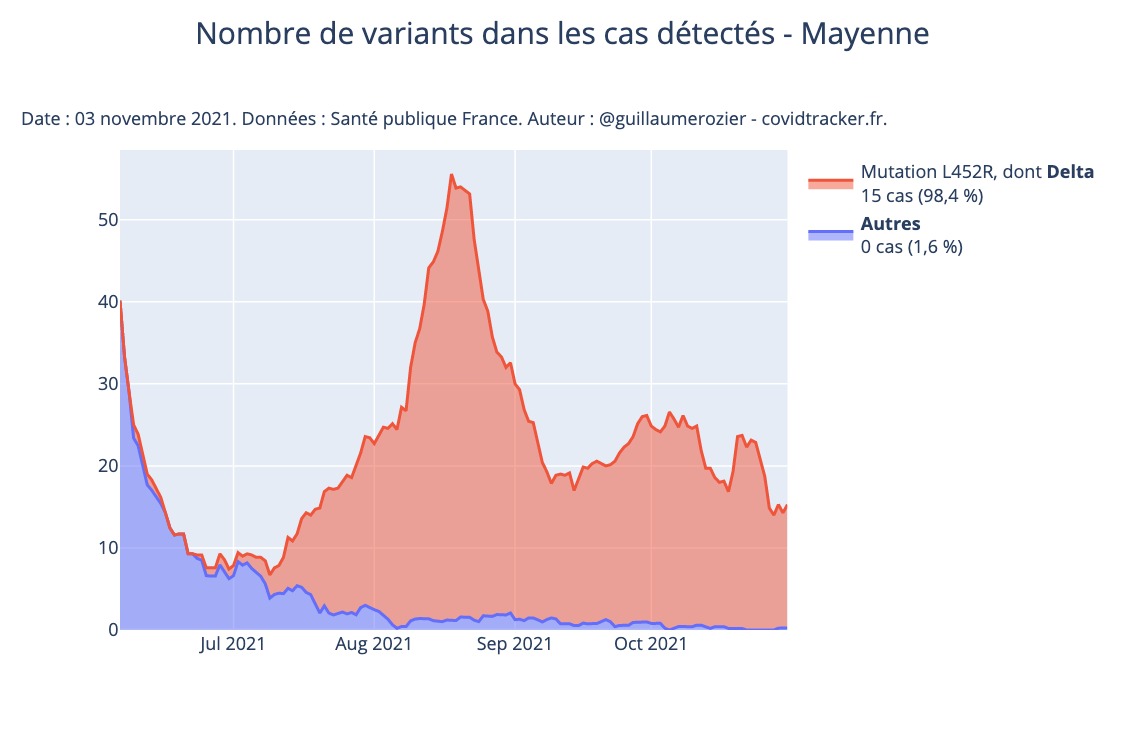 Nombre de variants dans les cas détectés - Mayenne
Date : 03 novembre 2021. Données : Santé publique France. Auteur : @guillaumerozier - covidtracker.fr.
Mutation L452R, dont Delta
15 cas (98,4 %)
Autres
0 cas (1,6 %)
50
40
30
20
10
0
Jul 2021
Aug 2021
Sep 2021
Oct 2021